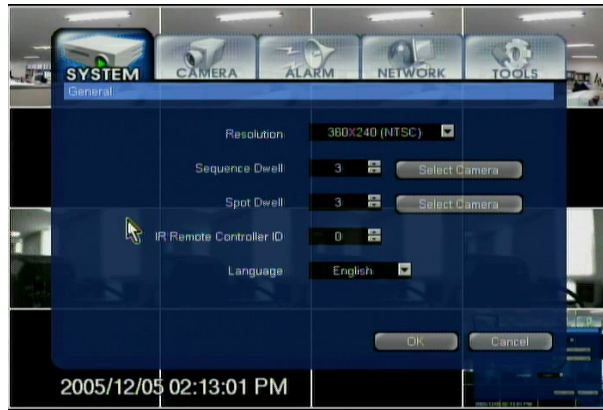 SYSTEM CAMERA ALARM NETWORK TOOLS
General
Resolution 360X240 (NTSC)
Sequence Dwell 3 Select Camera
Spot Dwell 3 Select Camera
IR Remote Controller ID 0
Language English
OK Cancel
2005/12/05 02:13:01 PM